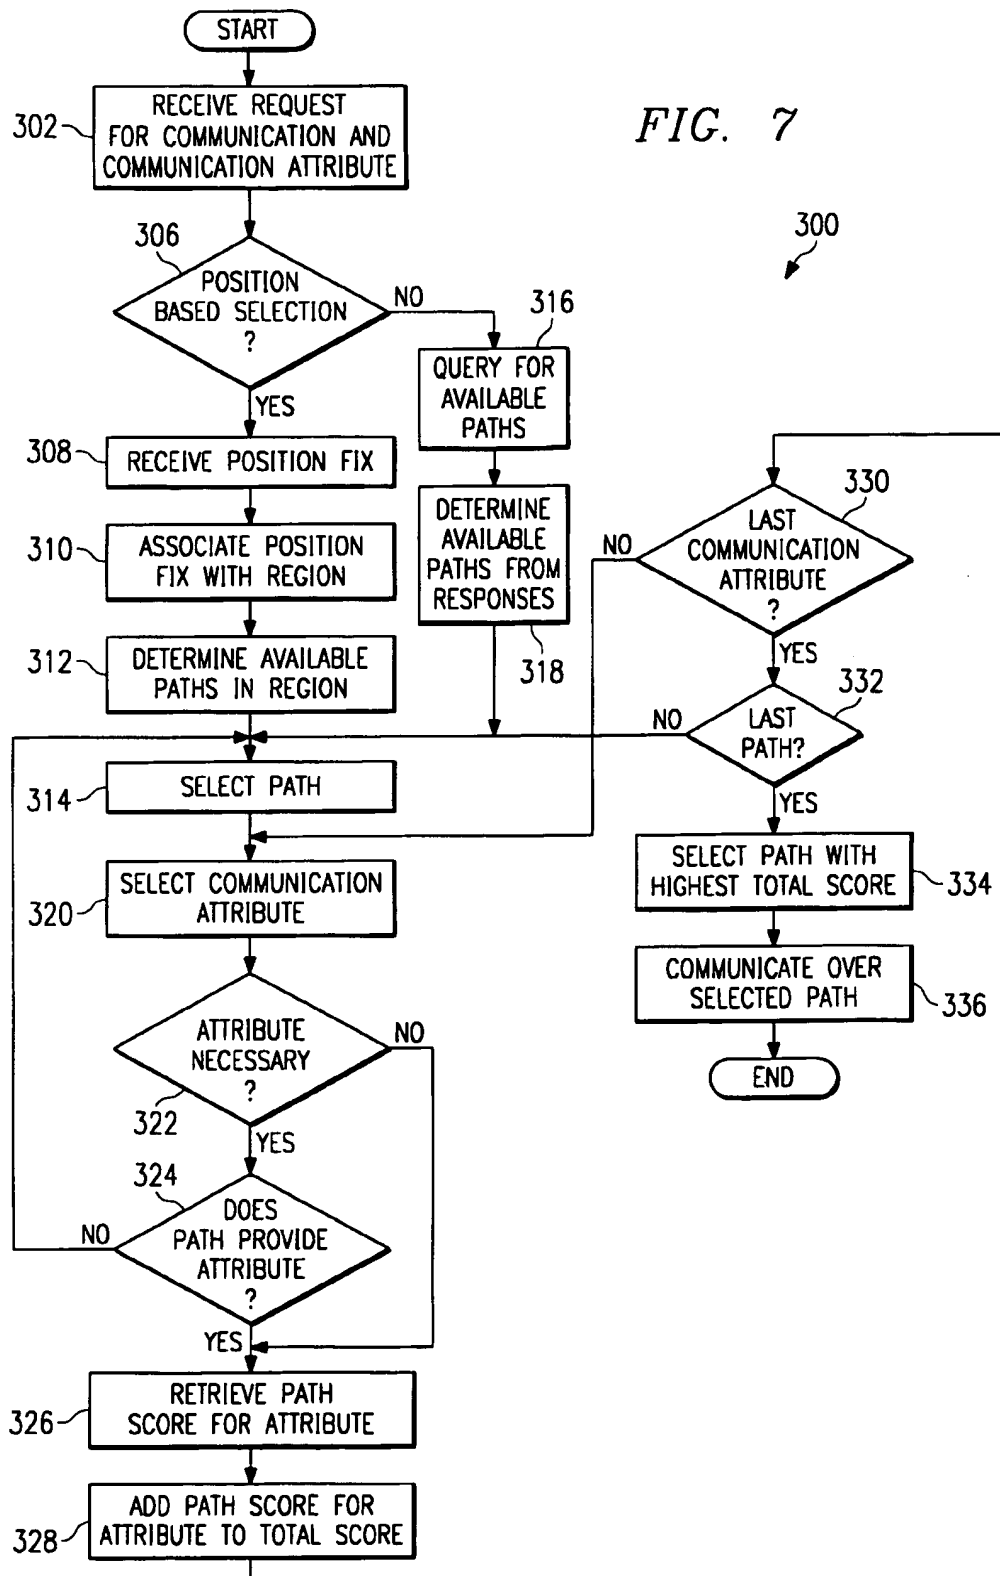 START
302
RECEIVE REQUEST
FOR COMMUNICATION AND
COMMUNICATION ATTRIBUTE
FIG. 7
300
306
POSITION
BASED SELECTION
?
NO
YES
316
QUERY FOR
AVAILABLE
PATHS
308
RECEIVE POSITION FIX
310
ASSOCIATE POSITION
FIX WITH REGION
DETERMINE
AVAILABLE
PATHS FROM
RESPONSES
318
312
DETERMINE AVAILABLE
PATHS IN REGION
314
SELECT PATH
320
SELECT COMMUNICATION
ATTRIBUTE
ATTRIBUTE
NECESSARY
?
322
NO
YES
324
DOES
PATH PROVIDE
ATTRIBUTE
?
NO
YES
326
RETRIEVE PATH
SCORE FOR ATTRIBUTE
328
ADD PATH SCORE FOR
ATTRIBUTE TO TOTAL SCORE
330
LAST
COMMUNICATION
ATTRIBUTE
?
NO
YES
332
LAST
PATH?
NO
YES
SELECT PATH WITH
HIGHEST TOTAL SCORE
334
COMMUNICATE OVER
SELECTED PATH
336
END